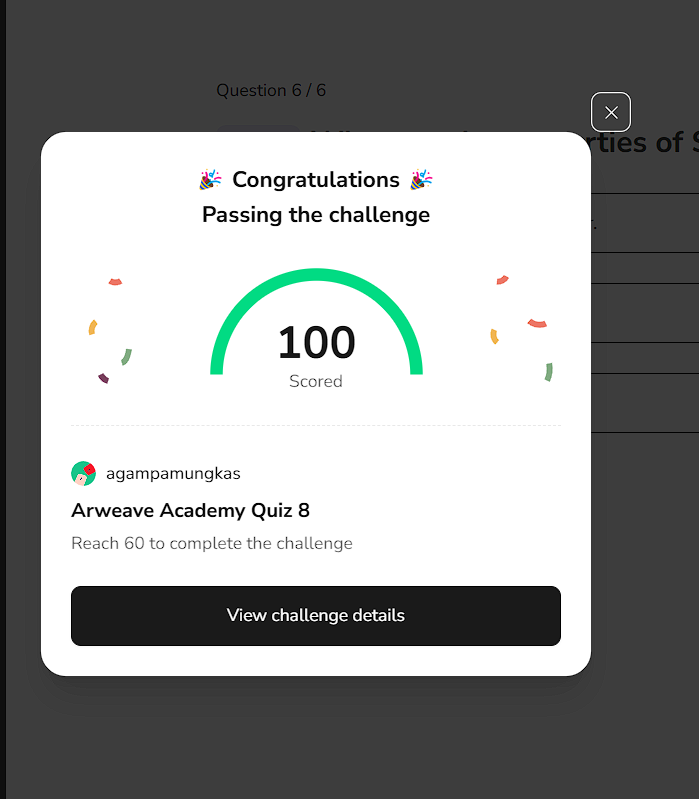 Question 6 / 6
rties of
Congratulations
Passing the challenge
100
Scored
agampamungkas
Arweave Academy Quiz 8
Reach 60 to complete the challenge
View challenge details